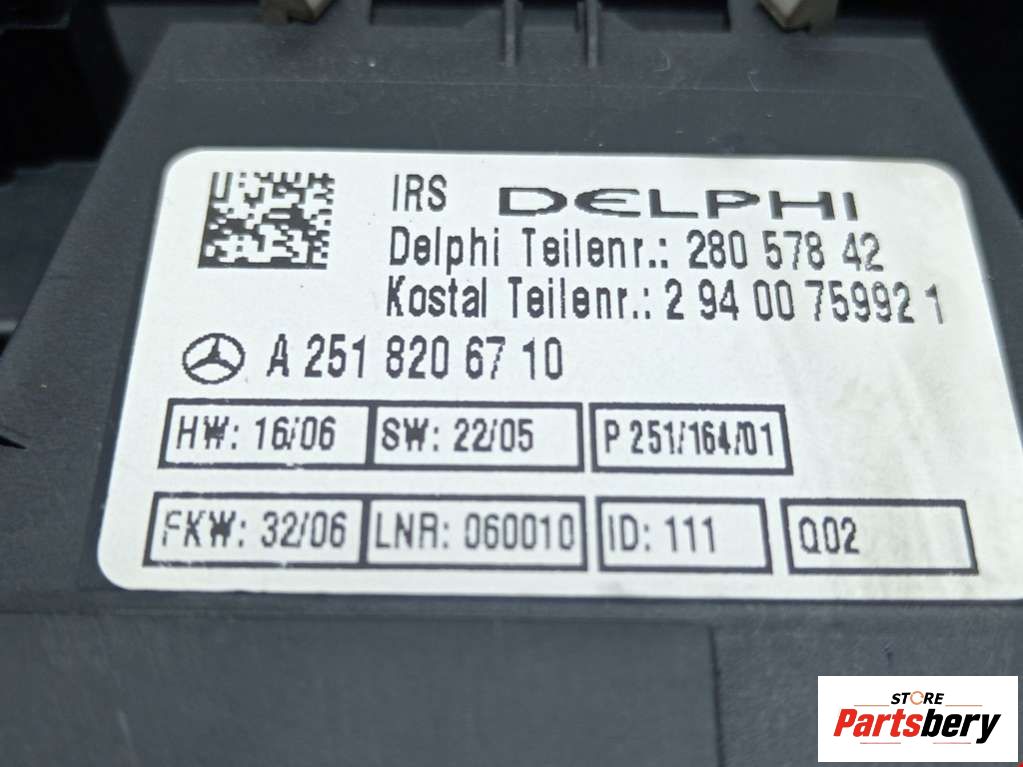 IRS DELPHI
Delphi Teilenr.: 280 578 42
Kostal Teilenr.: 2 94 00 75992 1
A 251 820 67 10
HW: 16/06 SW: 22/05 P 251/164/01
FKW: 32/06 LNR: 060010 ID: 111 Q02
STORE
Partsbery